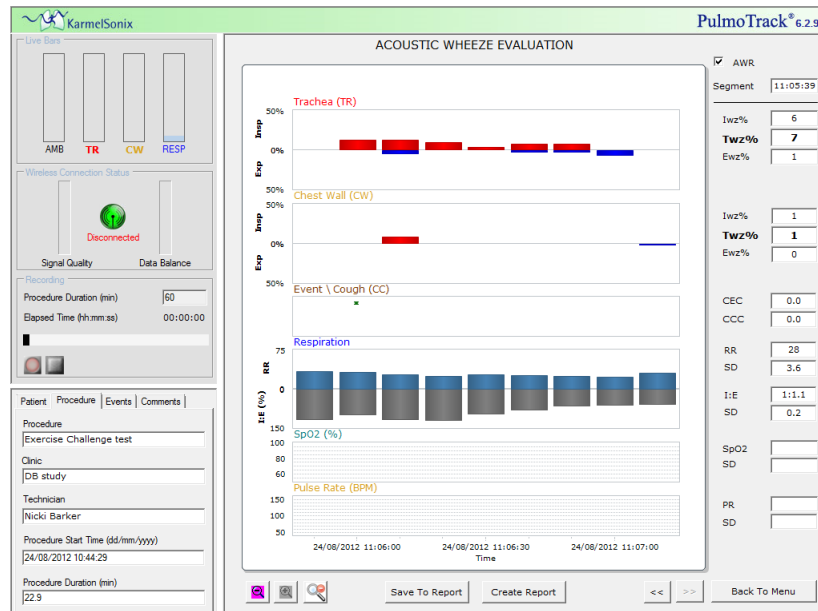 KarmelSonix
PulmoTrack® 6.2.9
Live Bars
AMB TR CW RESP
Wireless Connection Status
Disconnected
Signal Quality Data Balance
Recording
Procedure Duration (min) 60
Elapsed Time (hh:mm:ss) 00:00:00
Patient Procedure Events Comments
Procedure
Exercise Challenge test
Clinic
DB study
Technician
Nicki Barker
Procedure Start Time (dd/mm/yyyy)
24/08/2012 10:44:29
Procedure Duration (min)
22.9
ACOUSTIC WHEEZE EVALUATION
Trachea (TR)
50%
Insp
0%
Exp
50%
Chest Wall (CW)
50%
Insp
0%
Exp
50%
Event \ Cough (CC)
Respiration
75
RR
0
I:E (%)
150
SpO2 (%)
100
80
60
Pulse Rate (BPM)
150
100
50
24/08/2012 11:06:00 24/08/2012 11:06:30 24/08/2012 11:07:00
Time
Save To Report Create Report << >> Back To Menu
AWR
Segment 11:05:39
Iwz% 6
Twz% 7
Ewz% 1
Iwz% 1
Twz% 1
Ewz% 0
CEC 0.0
CCC 0.0
RR 28
SD 3.6
I:E 1:1.1
SD 0.2
SpO2
SD
PR
SD